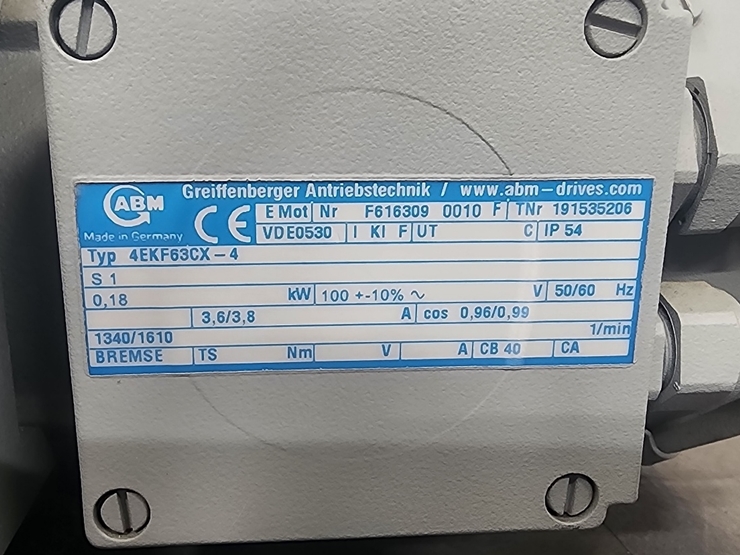 ABM
Greiffenberger Antriebstechnik / www.abm-drives.com
Made in Germany
CE
E Mot Nr F616309 0010 F TNr 191535206
VDE0530 I Kl F UT C IP 54
Typ 4EKF63CX-4
S 1
0,18 kW 100 +-10% ~ V 50/60 Hz
3,6/3,8 A cos 0,96/0,99
1340/1610 1/min
BREMSE TS Nm V A CB 40 CA